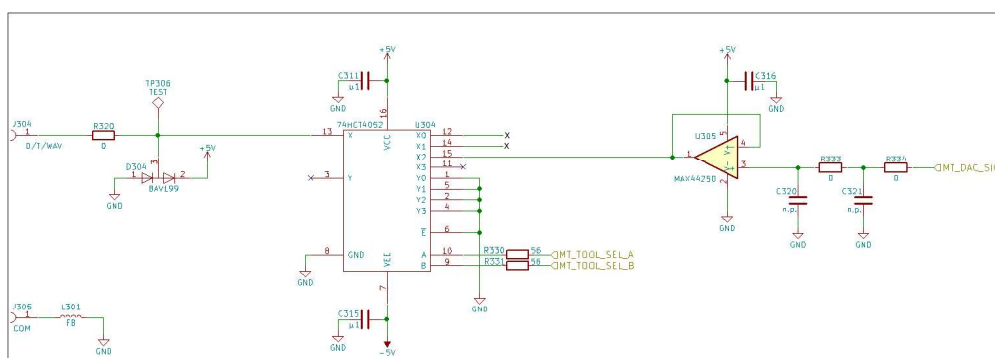 +5V
+5V
TP306
TEST
C311
µ1
GND
C316
µ1
GND
J304
1
D/T/WAV
R320
0
16
74HCT4052
U304
13
X
VCC
X0
12
X
X1
14
X
X2
15
X3
11
3
Y
Y0
1
Y1
5
Y2
2
Y3
4
E
6
8
GND
A
10
B
9
VEE
7
GND
D304
3
1
2
BAV199
+5V
GND
U305
5
4
V+
1
3
V-
2
MAX4425D
GND
R333
0
R334
0
C320
n.p.
GND
C321
n.p.
GND
R330
56
MT_TOOL_SEL_A
R331
56
MT_TOOL_SEL_B
GND
C315
µ1
GND
-5V
J306
1
COM
L301
FB
GND